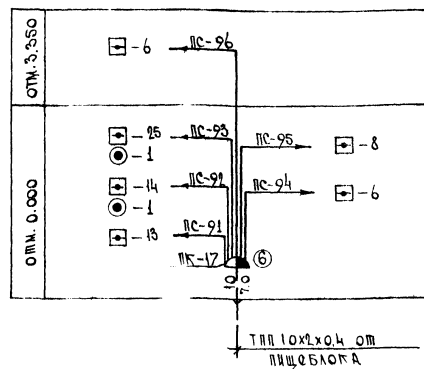 ОТМ. 3.350
- 6
ПС-96
ОТМ. 0.000
- 25
ПС-93
- 1
ПС-95
- 8
- 14
ПС-92
- 1
ПС-94
- 6
- 13
ПС-91
ПК-17
6
ТПП 10х2х0.4 ОТ
ПИЩЕБЛОКА